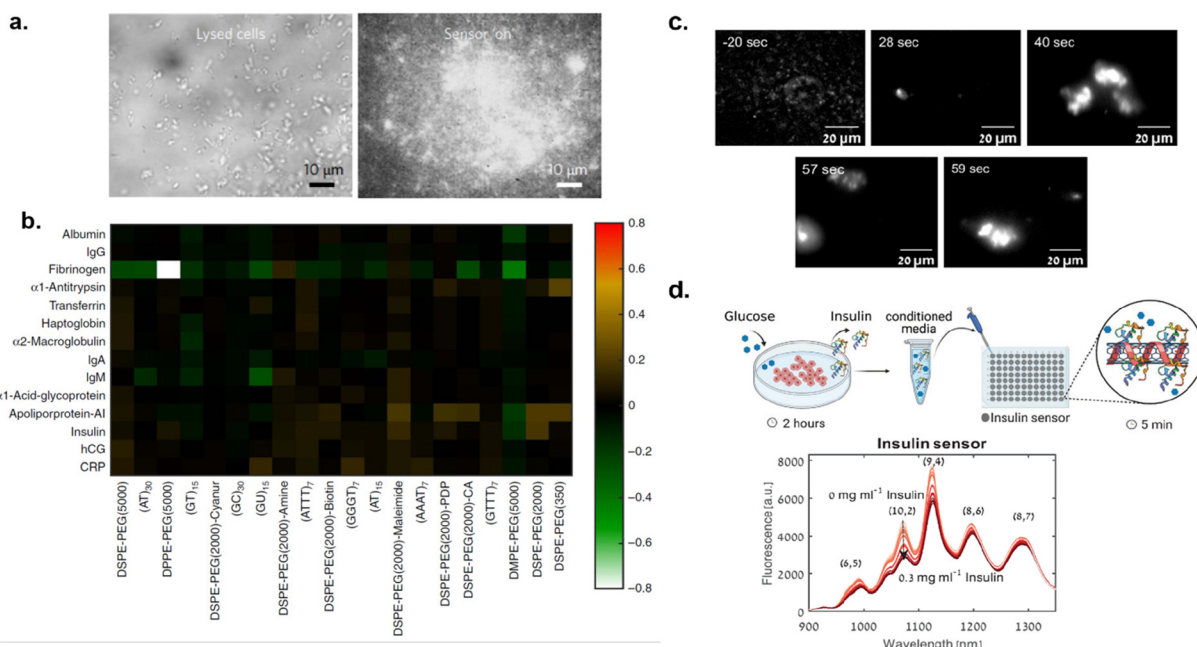 a.
Lysed cells
10 µm
Sensor 'on'
10 µm
b.
Albumin
IgG
Fibrinogen
α1-Antitrypsin
Transferrin
Haptoglobin
α2-Macroglobulin
IgA
IgM
α1-Acid-glycoprotein
Apoliporprotein-AI
Insulin
hCG
CRP
DSPE-PEG(5000)
(AT)30
DPPE-PEG(5000)
(GT)15
DSPE-PEG(2000)-Cyanur
(GC)30
(GU)15
DSPE-PEG(2000)-Amine
(ATTT)7
DSPE-PEG(2000)-Biotin
(GGGT)7
(AT)15
DSPE-PEG(2000)-Maleimide
(AAAT)7
DSPE-PEG(2000)-PDP
DSPE-PEG(2000)-CA
(GTTT)7
DMPE-PEG(5000)
DSPE-PEG(2000)
DSPE-PEG(350)
0.8
0.6
0.4
0.2
0
−0.2
−0.4
−0.6
−0.8
c.
-20 sec
20 µm
28 sec
20 µm
40 sec
20 µm
57 sec
20 µm
59 sec
20 µm
d.
Glucose
Insulin
conditioned
media
Insulin sensor
2 hours
5 min
Insulin sensor
Fluorescence [a.u.]
8000
6000
4000
2000
0
0 mg ml⁻¹ Insulin
(6,5)
(10,2)
(9,4)
(8,6)
(8,7)
0.3 mg ml⁻¹ Insulin
900 1000 1100 1200 1300
Wavelength [nm]